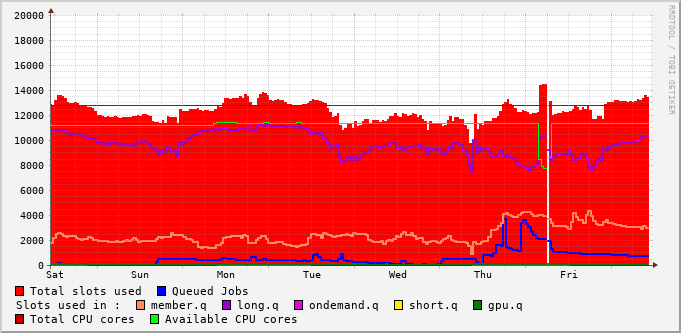 RRDTOOL / TOBI OETIKER
20000
18000
16000
14000
12000
10000
8000
6000
4000
2000
0
Sat Sun Mon Tue Wed Thu Fri
Total slots used Queued Jobs
Slots used in : member.q long.q ondemand.q short.q gpu.q
Total CPU cores Available CPU cores